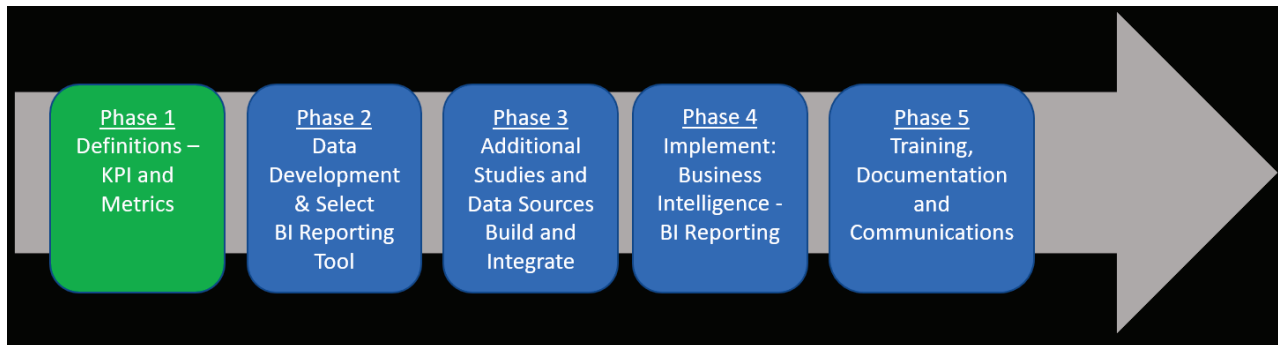 Phase 1
Definitions –
KPI and
Metrics
Phase 2
Data
Development
& Select
BI Reporting
Tool
Phase 3
Additional
Studies and
Data Sources
Build and
Integrate
Phase 4
Implement:
Business
Intelligence -
BI Reporting
Phase 5
Training,
Documentation
and
Communications